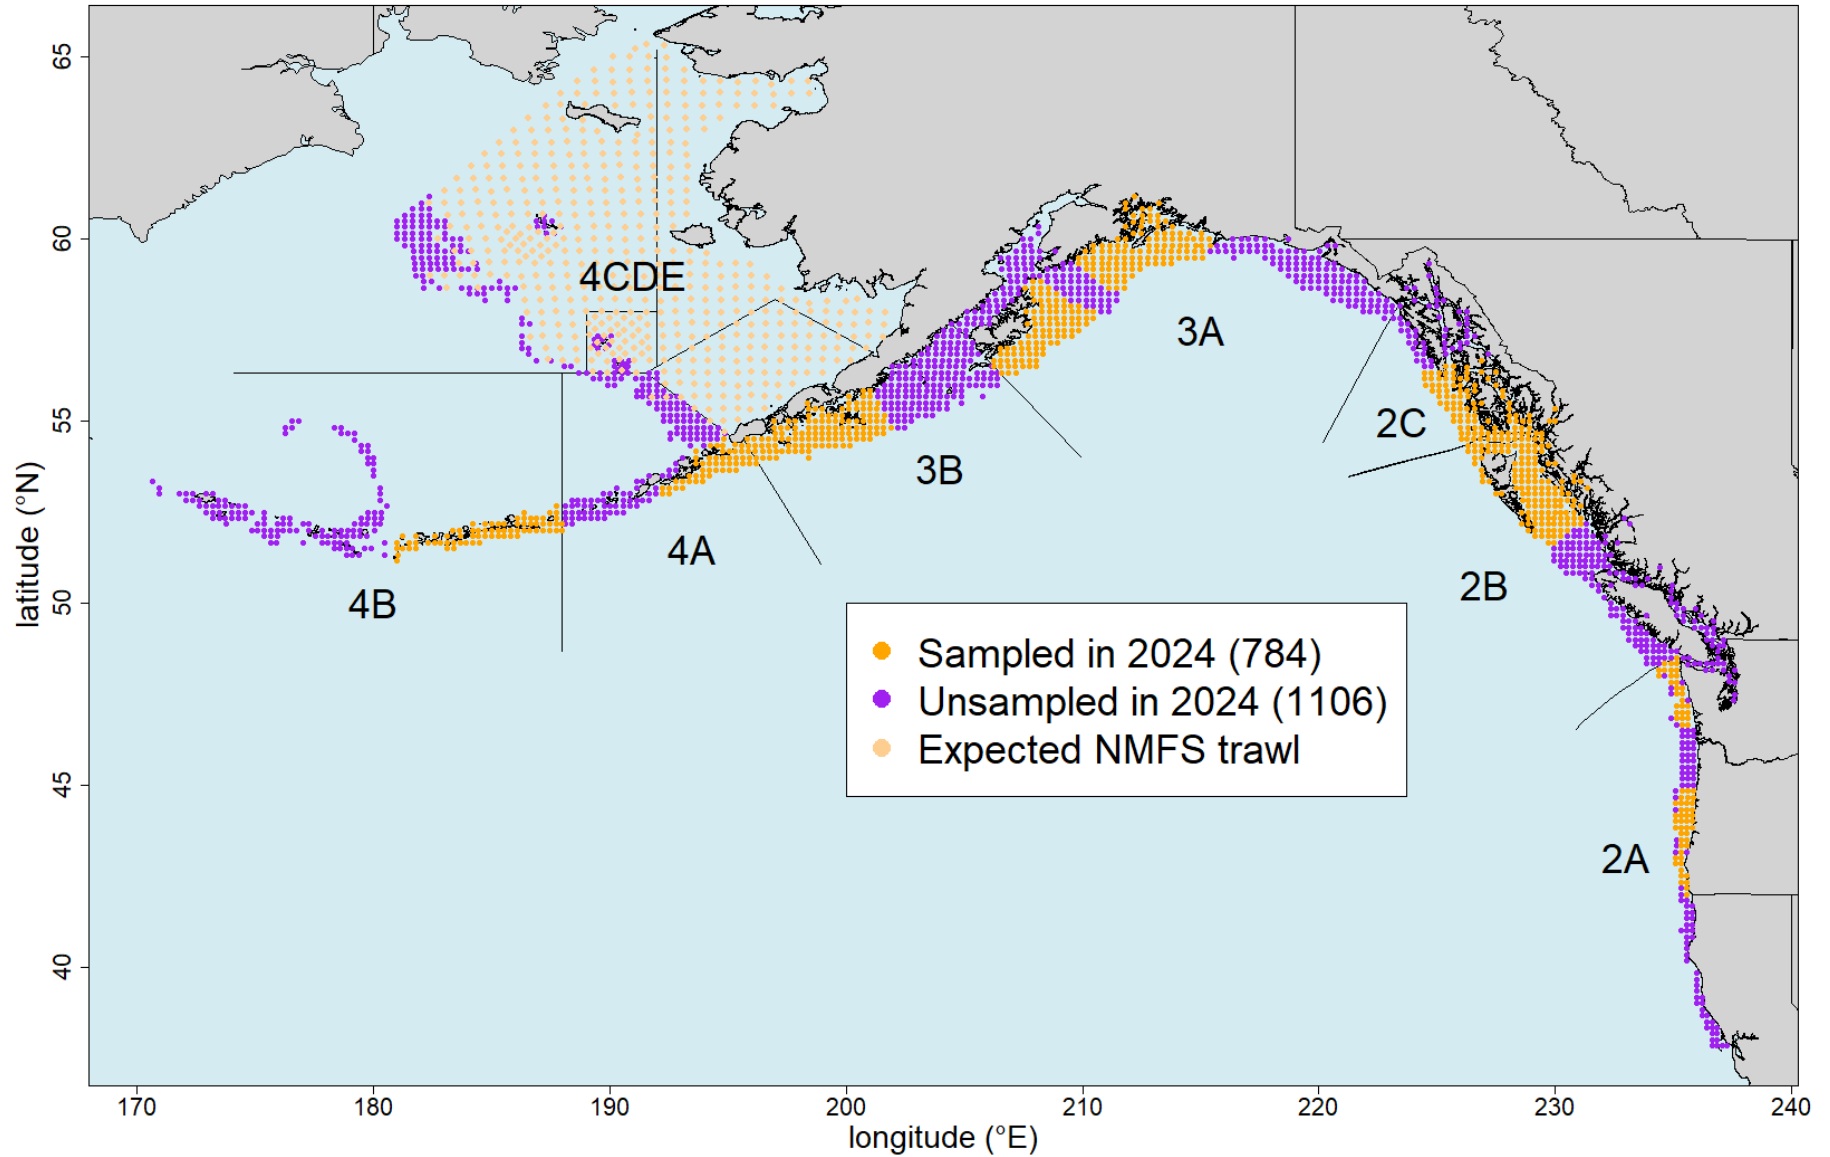 65
60
55
50
45
40
latitude (°N)
4CDE
3A
2C
3B
4A
2B
4B
Sampled in 2024 (784)
Unsampled in 2024 (1106)
Expected NMFS trawl
2A
170
180
190
200
210
220
230
240
longitude (°E)